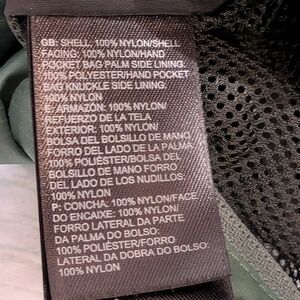 GB: SHELL, 100% NYLON/SHELL
FACING: 100% NYLON/HAND
POCKET BAG PALM SIDE LINING:
100% POLYESTER/HAND POCKET
BAG KNUCKLE SIDE LINING:
100% NYLON
E: ARMAZÓN: 100% NYLON/
REFUERZO DE LA TELA
EXTERIOR: 100% NYLON/
BOLSA DEL BOLSILLO DE MANO
FORRO DEL LADO DE LA PALMA:
100% POLIÉSTER/BOLSA DEL
BOLSILLO DE MANO FORRO
DEL LADO DE LOS NUDILLOS:
100% NYLON
P: CONCHA: 100% NYLON/FACE
DO ENCAIXE: 100% NYLON/
FORRO LATERAL DA PARTE
DA PALMA DO BOLSO:
100% POLIÉSTER/FORRO
LATERAL DA DOBRA DO BOLSO:
100% NYLON